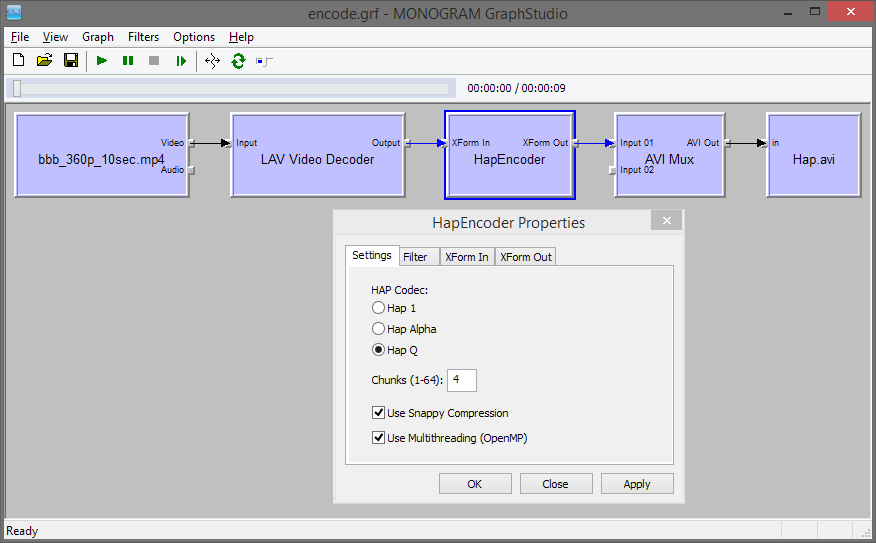 encode.grf - MONOGRAM GraphStudio
File View Graph Filters Options Help
00:00:00 / 00:00:09
Video Input Output XForm In XForm Out Input 01 AVI Out in
bbb_360p_10sec.mp4 LAV Video Decoder HapEncoder AVI Mux Hap.avi
Audio Input 02
HapEncoder Properties
Settings Filter XForm In XForm Out
HAP Codec:
Hap 1
Hap Alpha
Hap Q
Chunks (1-64): 4
Use Snappy Compression
Use Multithreading (OpenMP)
OK Close Apply
Ready